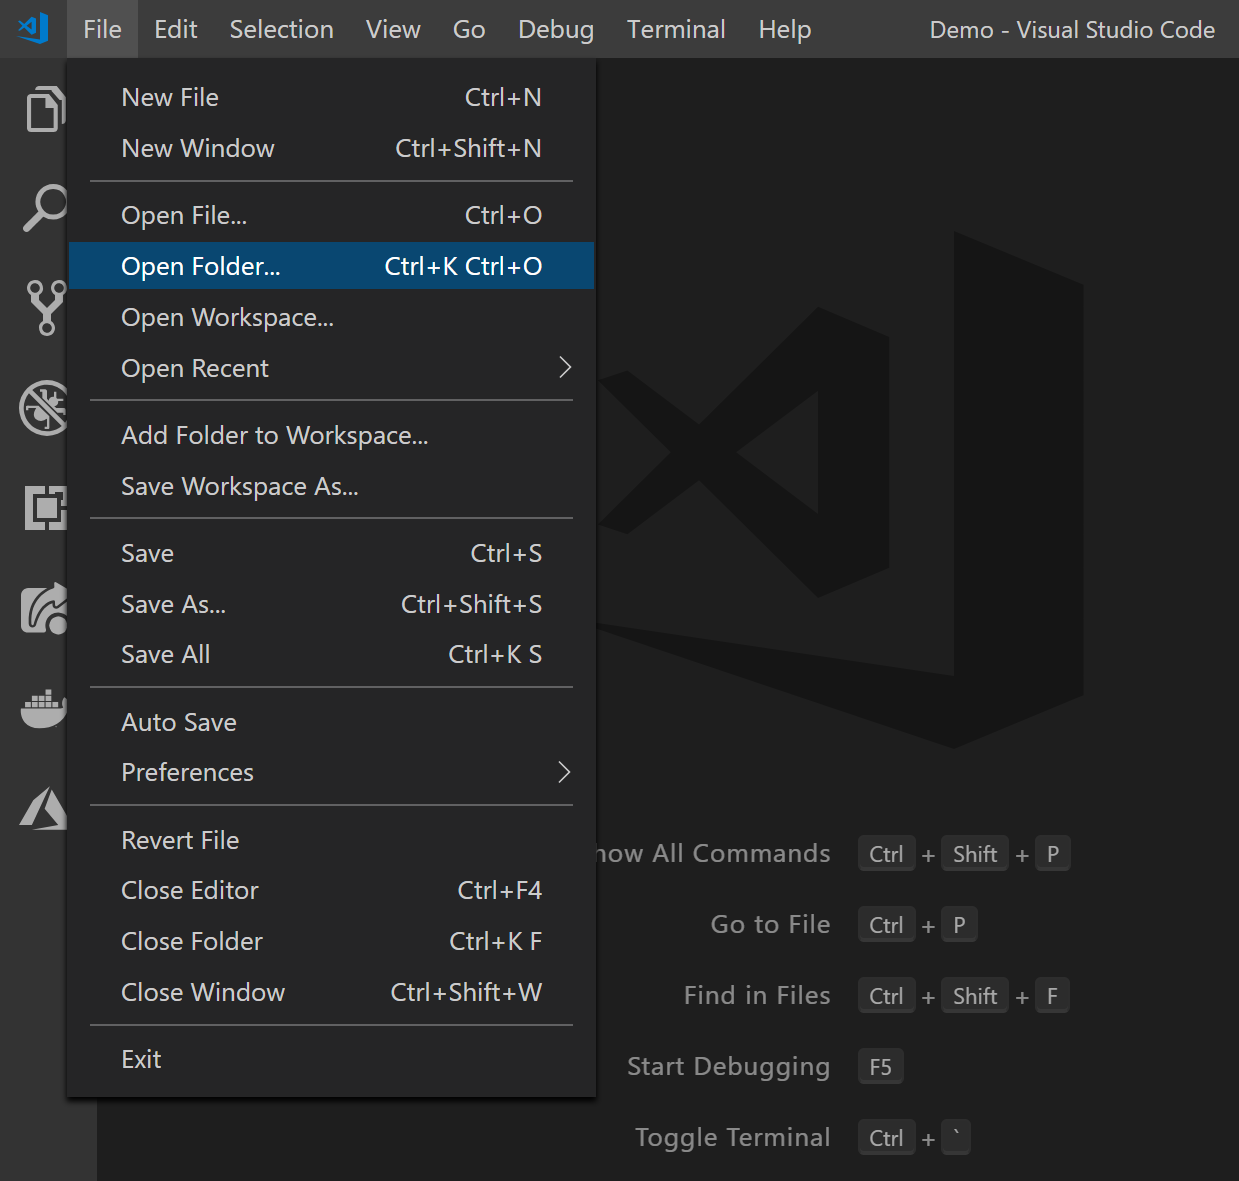 File Edit Selection View Go Debug Terminal Help Demo - Visual Studio Code
New File Ctrl+N
New Window Ctrl+Shift+N
Open File... Ctrl+O
Open Folder... Ctrl+K Ctrl+O
Open Workspace...
Open Recent
Add Folder to Workspace...
Save Workspace As...
Save Ctrl+S
Save As... Ctrl+Shift+S
Save All Ctrl+K S
Auto Save
Preferences
Revert File
Close Editor Ctrl+F4
Close Folder Ctrl+K F
Close Window Ctrl+Shift+W
Exit
how All Commands Ctrl + Shift + P
Go to File Ctrl + P
Find in Files Ctrl + Shift + F
Start Debugging F5
Toggle Terminal Ctrl + `